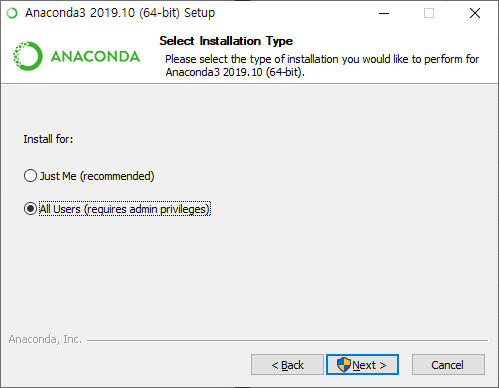 Anaconda3 2019.10 (64-bit) Setup
Select Installation Type
Please select the type of installation you would like to perform for
Anaconda3 2019.10 (64-bit).
ANACONDA
Install for:
Just Me (recommended)
All Users (requires admin privileges)
Anaconda, Inc.
< Back
Next >
Cancel